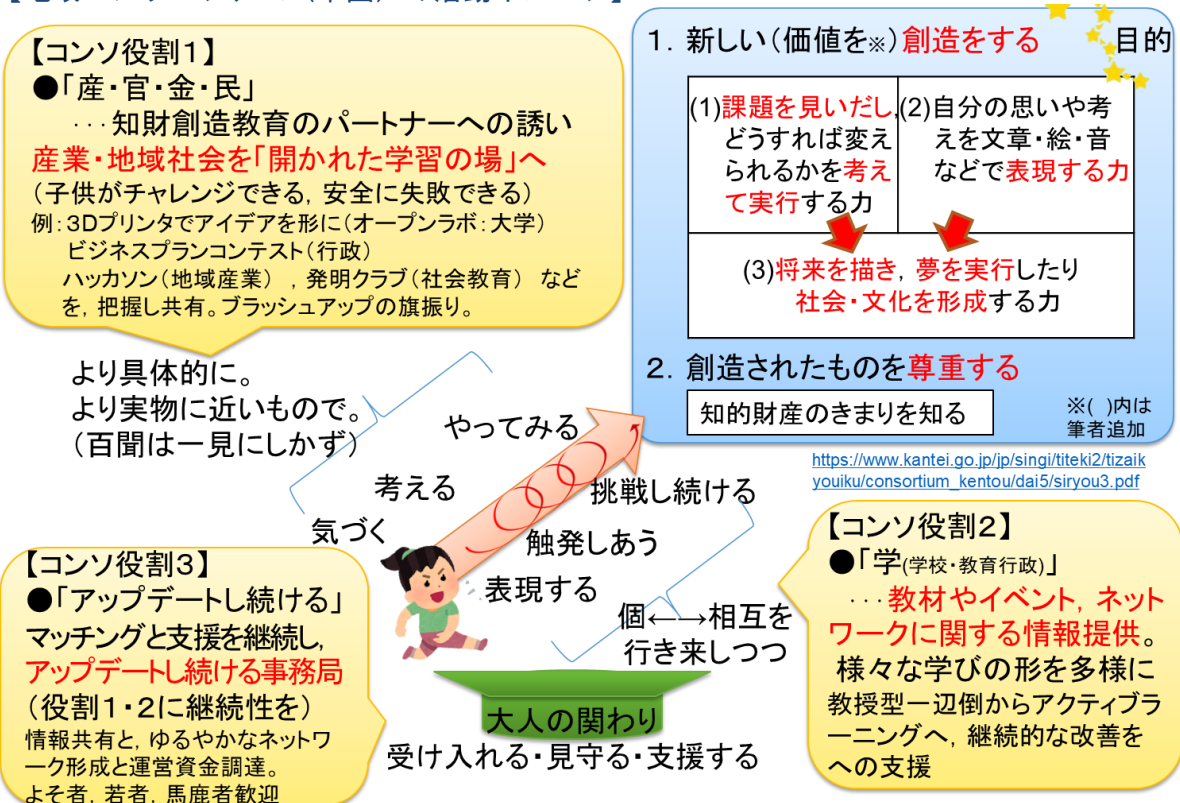 【コンソ役割1】
●「産・官・金・民」
・・・知財創造教育のパートナーへの誘い
産業・地域社会を「開かれた学習の場」へ
（子供がチャレンジできる，安全に失敗できる）
例：3Dプリンタでアイデアを形に（オープンラボ：大学）
ビジネスプランコンテスト（行政）
ハッカソン（地域産業），発明クラブ（社会教育） など
を，把握し共有。ブラッシュアップの旗振り。
目的
1．新しい（価値を※）創造をする
(1)課題を見いだし，
どうすれば変え
られるかを考え
て実行する力
(2)自分の思いや考
えを文章・絵・音
などで表現する力
(3)将来を描き，夢を実行したり
社会・文化を形成する力
2．創造されたものを尊重する
知的財産のきまりを知る
※( )内は
筆者追加
https://www.kantei.go.jp/jp/singi/titeki2/tizaik
youiku/consortium_kentou/dai5/siryou3.pdf
より具体的に。
より実物に近いもので。
（百聞は一見にしかず）
やってみる
考える
気づく
挑戦し続ける
触発しあう
表現する
個←→相互を
行き来しつつ
大人の関わり
受け入れる・見守る・支援する
【コンソ役割2】
●「学(学校・教育行政)」
・・・教材やイベント，ネット
ワークに関する情報提供。
様々な学びの形を多様に
教授型一辺倒からアクティブラ
ーニングへ，継続的な改善を
への支援
【コンソ役割3】
●「アップデートし続ける」
マッチングと支援を継続し，
アップデートし続ける事務局
（役割1・2に継続性を）
情報共有と，ゆるやかなネットワ
ーク形成と運営資金調達。
よそ者，若者，馬鹿者歓迎